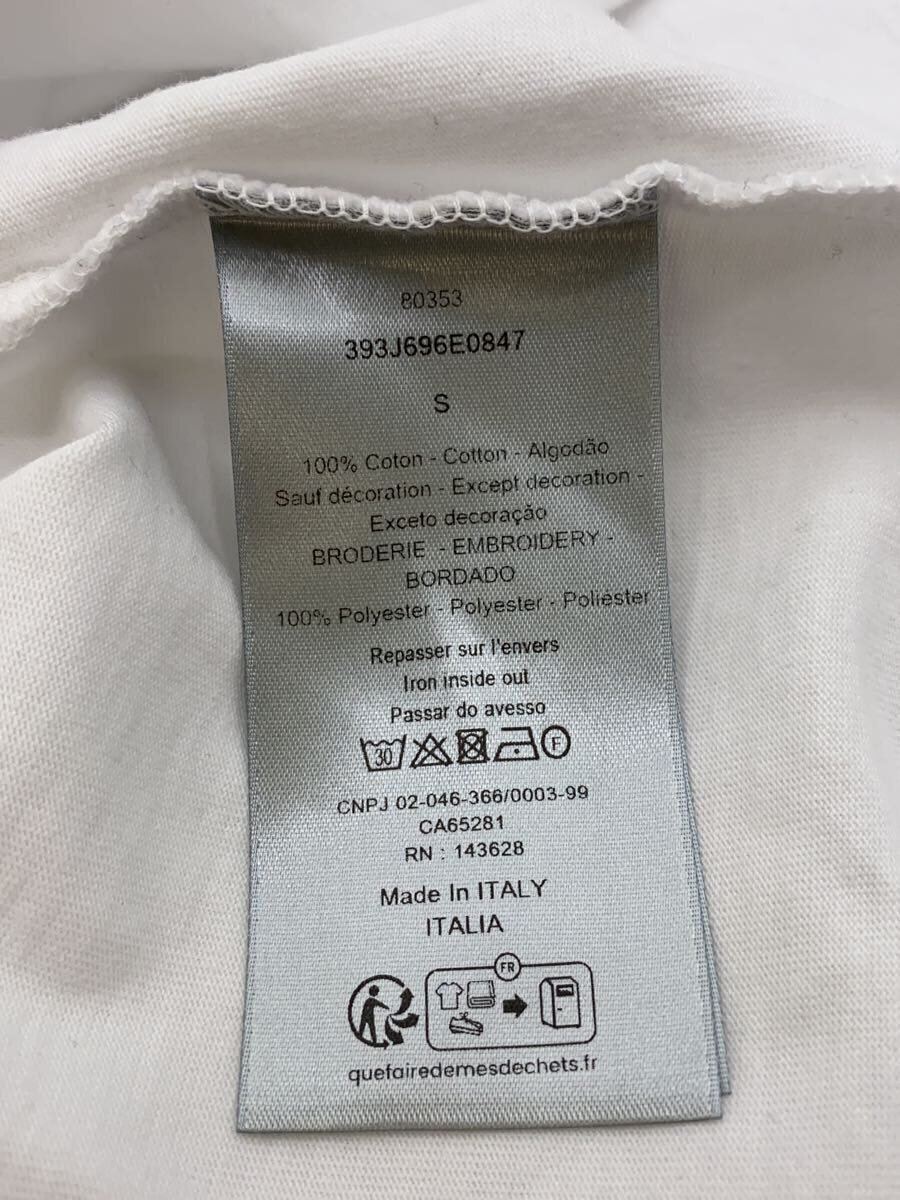 80353
393J696E0847
S
100% Coton - Cotton - Algodão
Sauf décoration - Except decoration -
Exceto decoração
BRODERIE - EMBROIDERY -
BORDADO
100% Polyester - Polyester - Poliéster
Repasser sur l'envers
Iron inside out
Passar do avesso
30 F
CNPJ 02-046-366/0003-99
CA65281
RN : 143628
Made In ITALY
ITALIA
FR
quefairedemesdechets.fr